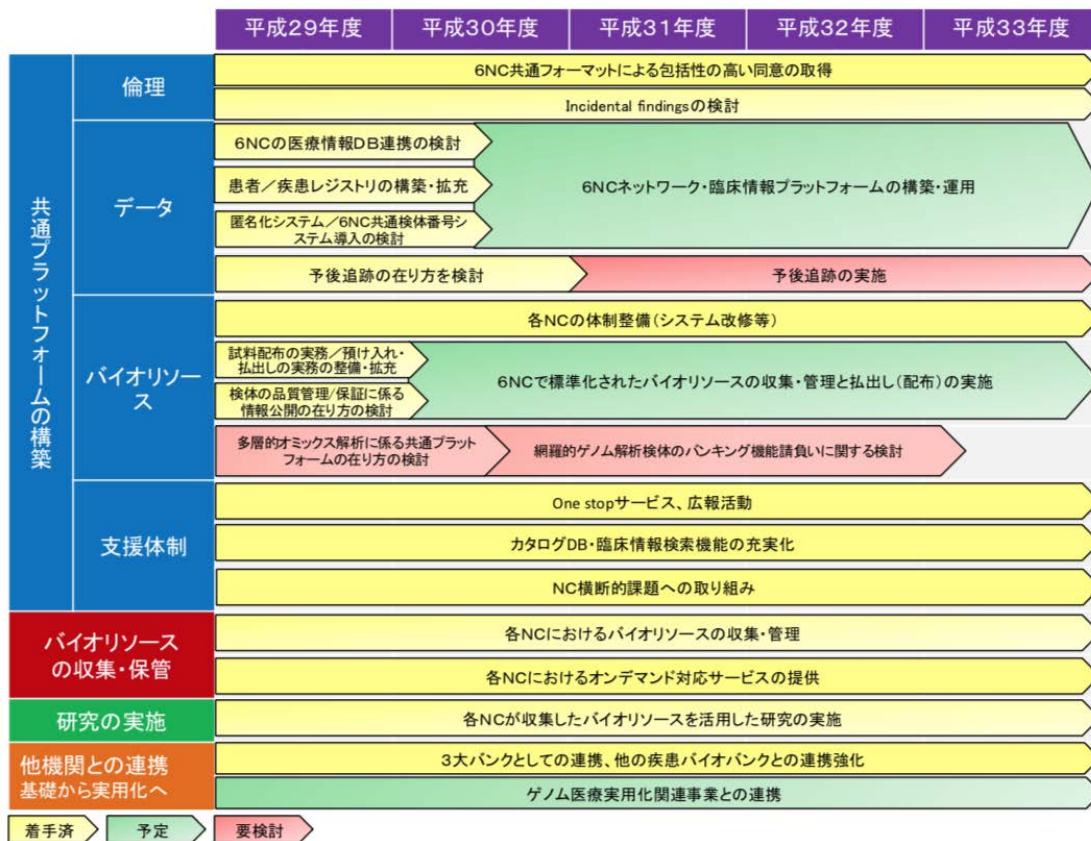 平成29年度
平成30年度
平成31年度
平成32年度
平成33年度
共通プラットフォームの構築
倫理
6NC共通フォーマットによる包括性の高い同意の取得
Incidental findingsの検討
データ
6NCの医療情報DB連携の検討
患者／疾患レジストリの構築・拡充
匿名化システム／6NC共通検体番号シ
ステム導入の検討
6NCネットワーク・臨床情報プラットフォームの構築・運用
予後追跡の在り方を検討
予後追跡の実施
バイオリソー
ス
各NCの体制整備（システム改修等）
試料配布の実務／預け入れ・
払出しの実務の整備・拡充
検体の品質管理/保証に係る
情報公開の在り方の検討
6NCで標準化されたバイオリソースの収集・管理と払出し（配布）の実施
多層的オミックス解析に係る共通プラット
フォームの在り方の検討
網羅的ゲノム解析検体のバンキング機能請負いに関する検討
支援体制
One stopサービス、広報活動
カタログDB・臨床情報検索機能の充実化
NC横断的課題への取り組み
バイオリソース
の収集・保管
各NCにおけるバイオリソースの収集・管理
各NCにおけるオンデマンド対応サービスの提供
研究の実施
各NCが収集したバイオリソースを活用した研究の実施
他機関との連携
基礎から実用化へ
3大バンクとしての連携、他の疾患バイオバンクとの連携強化
ゲノム医療実用化関連事業との連携
着手済
予定
要検討